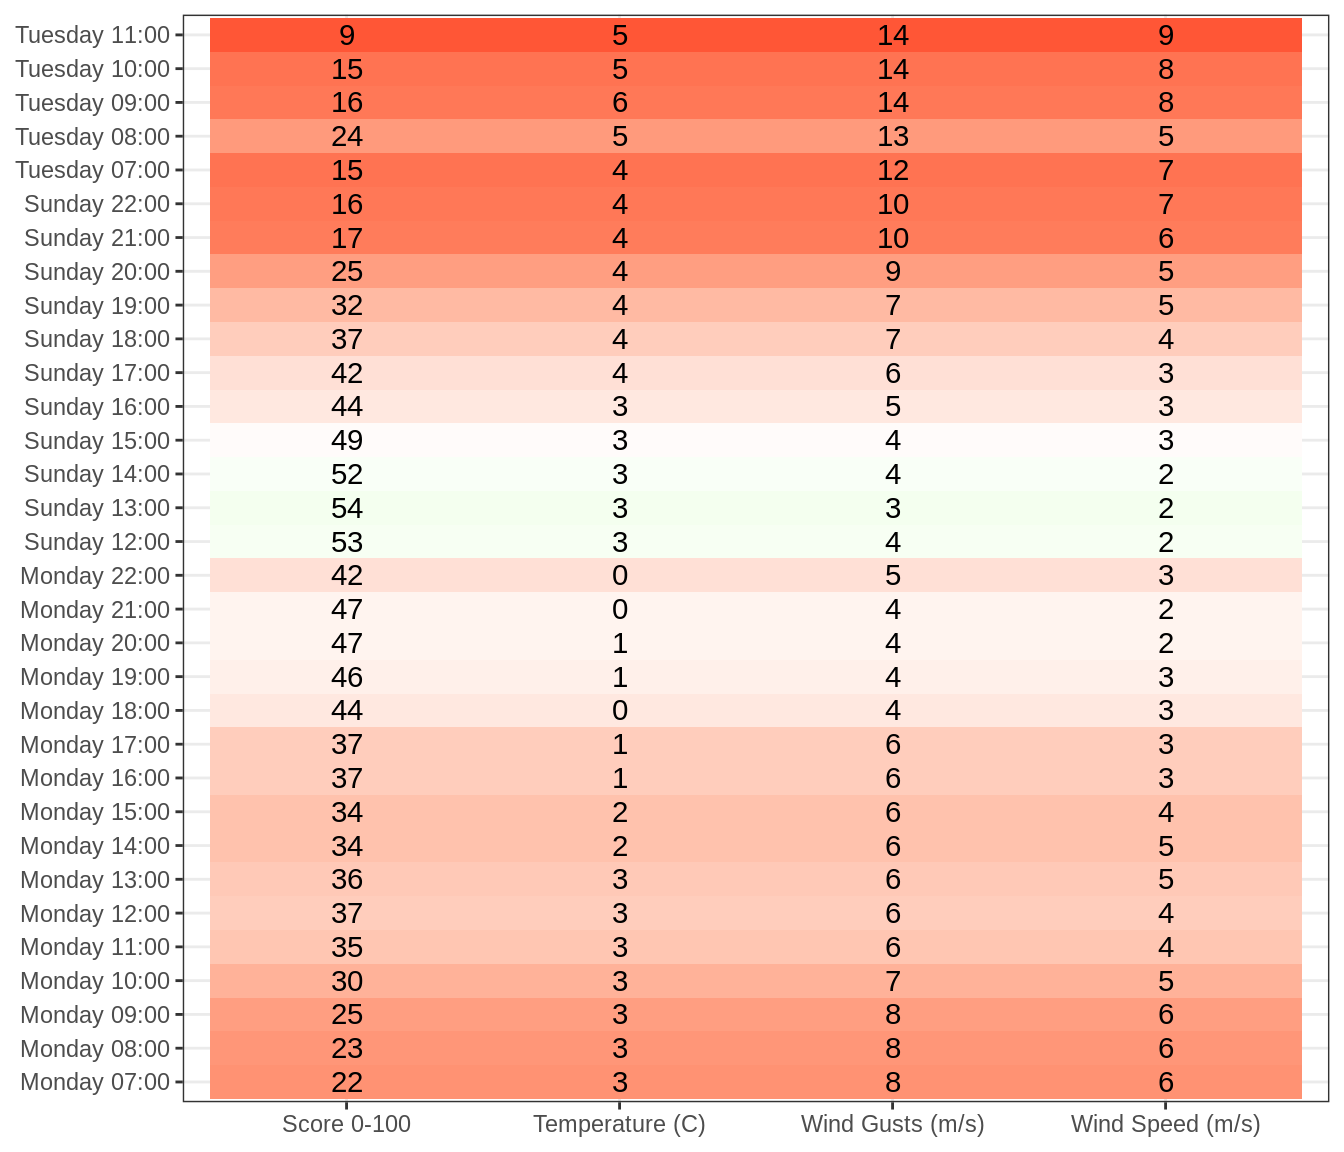 Tuesday 11:00 9 5 14 9
Tuesday 10:00 15 5 14 8
Tuesday 09:00 16 6 14 8
Tuesday 08:00 24 5 13 5
Tuesday 07:00 15 4 12 7
Sunday 22:00 16 4 10 7
Sunday 21:00 17 4 10 6
Sunday 20:00 25 4 9 5
Sunday 19:00 32 4 7 5
Sunday 18:00 37 4 7 4
Sunday 17:00 42 4 6 3
Sunday 16:00 44 3 5 3
Sunday 15:00 49 3 4 3
Sunday 14:00 52 3 4 2
Sunday 13:00 54 3 3 2
Sunday 12:00 53 3 4 2
Monday 22:00 42 0 5 3
Monday 21:00 47 0 4 2
Monday 20:00 47 1 4 2
Monday 19:00 46 1 4 3
Monday 18:00 44 0 4 3
Monday 17:00 37 1 6 3
Monday 16:00 37 1 6 3
Monday 15:00 34 2 6 4
Monday 14:00 34 2 6 5
Monday 13:00 36 3 6 5
Monday 12:00 37 3 6 4
Monday 11:00 35 3 6 4
Monday 10:00 30 3 7 5
Monday 09:00 25 3 8 6
Monday 08:00 23 3 8 6
Monday 07:00 22 3 8 6
Score 0-100 Temperature (C) Wind Gusts (m/s) Wind Speed (m/s)